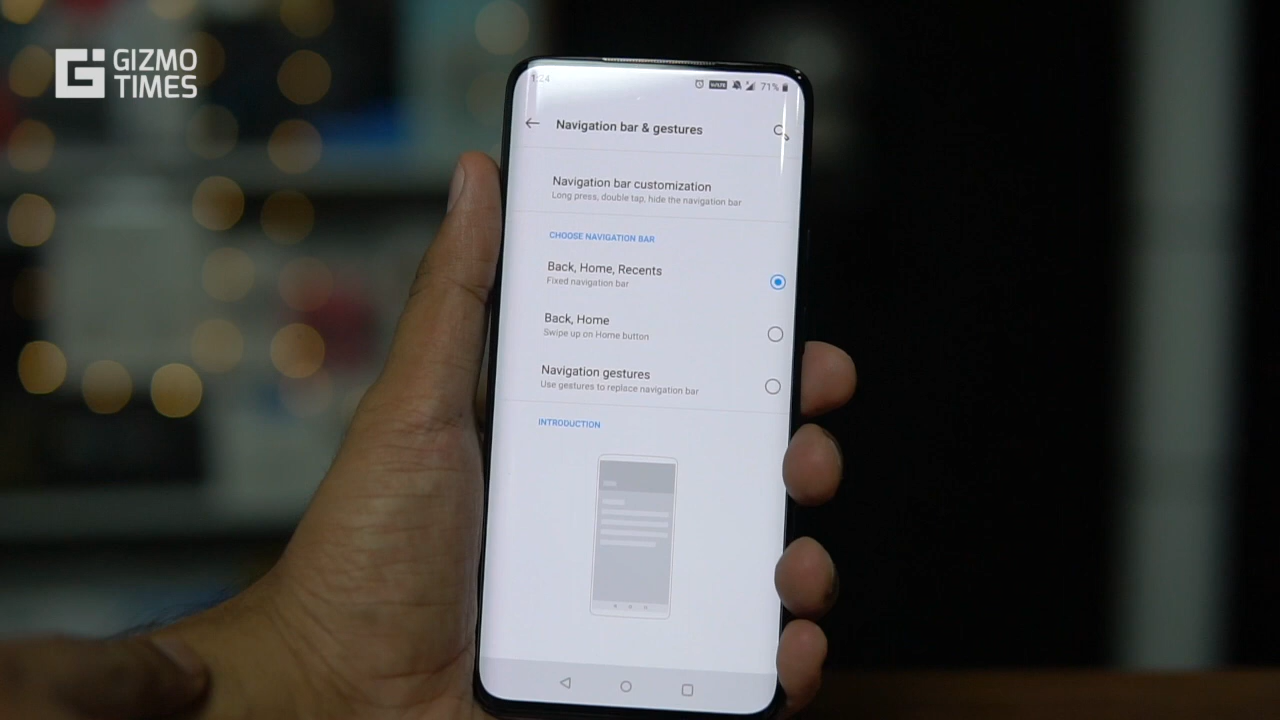 GIZMO
TIMES
1:24
71%
Navigation bar & gestures
Navigation bar customization
Long press, double tap, hide the navigation bar
CHOOSE NAVIGATION BAR
Back, Home, Recents
Fixed navigation bar
Back, Home
Swipe up on Home button
Navigation gestures
Use gestures to replace navigation bar
INTRODUCTION